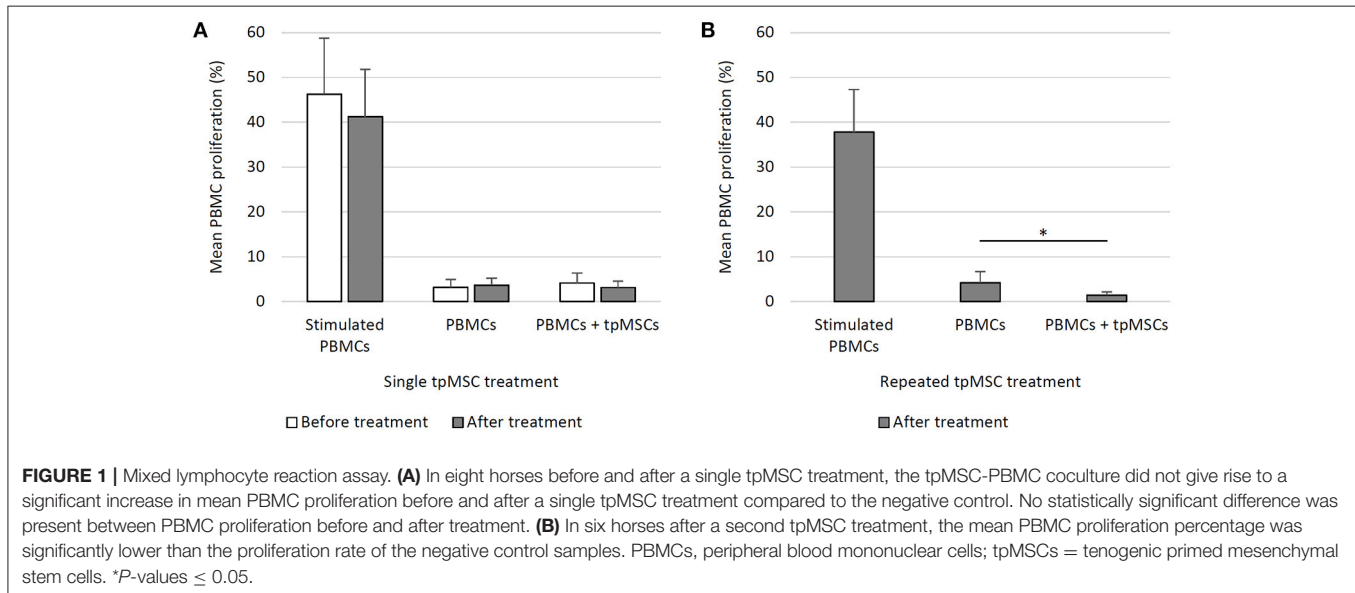 A
60
50
40
30
20
10
0
Mean PBMC proliferation (%)
Stimulated
PBMCs
PBMCs
PBMCs + tpMSCs
Single tpMSC treatment
Before treatment
After treatment
B
60
50
40
30
20
10
0
Mean PBMC proliferation (%)
*
Stimulated
PBMCs
PBMCs
PBMCs + tpMSCs
Repeated tpMSC treatment
After treatment
FIGURE 1 | Mixed lymphocyte reaction assay. (A) In eight horses before and after a single tpMSC treatment, the tpMSC-PBMC coculture did not give rise to a
significant increase in mean PBMC proliferation before and after a single tpMSC treatment compared to the negative control. No statistically significant difference was
present between PBMC proliferation before and after treatment. (B) In six horses after a second tpMSC treatment, the mean PBMC proliferation percentage was
significantly lower than the proliferation rate of the negative control samples. PBMCs, peripheral blood mononuclear cells; tpMSCs = tenogenic primed mesenchymal
stem cells. *P-values ≤ 0.05.